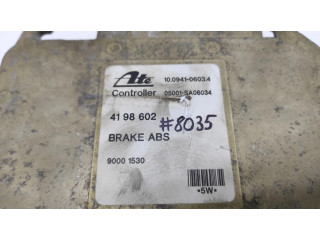 Ate 10.0941-0603.4
Controller 05001-SA06034
41 98 602
#8035
BRAKE ABS
9000 1530
*5W*